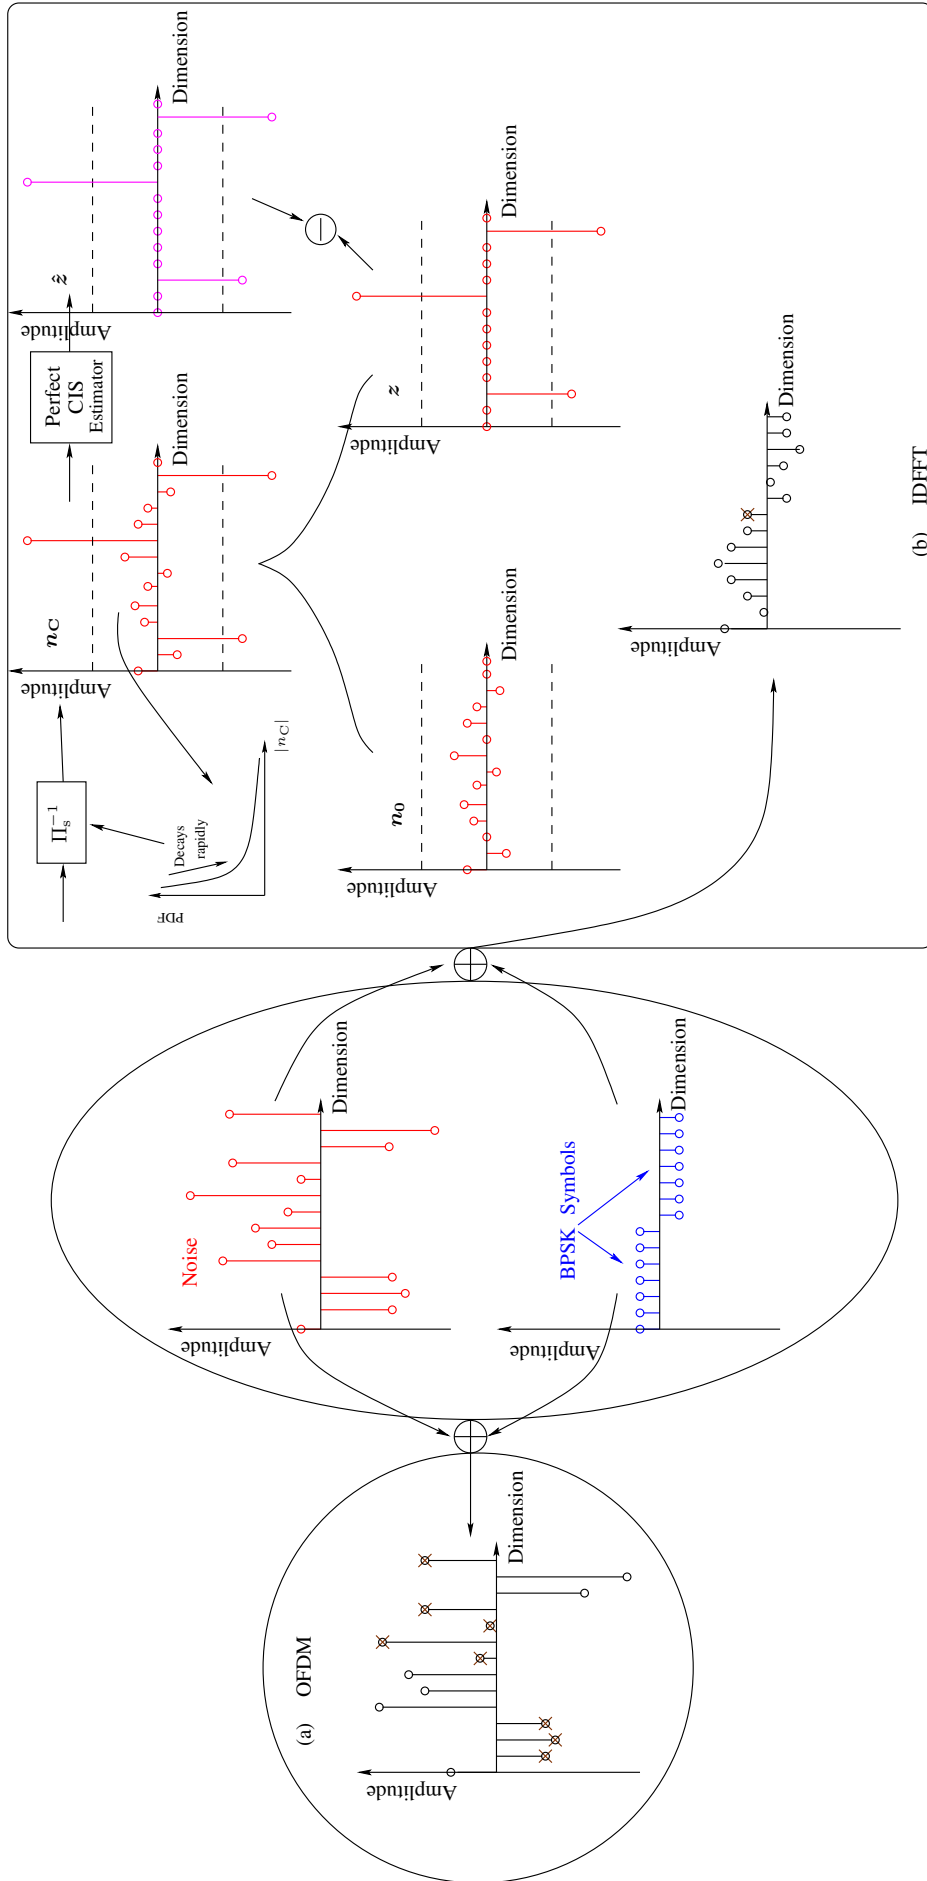 Π_s^{-1}
PDF
Decays
rapidly
|n_C|
Amplitude
n_C
Dimension
Perfect
CIS
Estimator
Amplitude
ẑ
Dimension
Amplitude
n_0
Dimension
Amplitude
z
Dimension
Amplitude
Dimension
(b) IDFFT
Amplitude
Noise
Dimension
Amplitude
BPSK Symbols
Dimension
(a) OFDM
Amplitude
Dimension